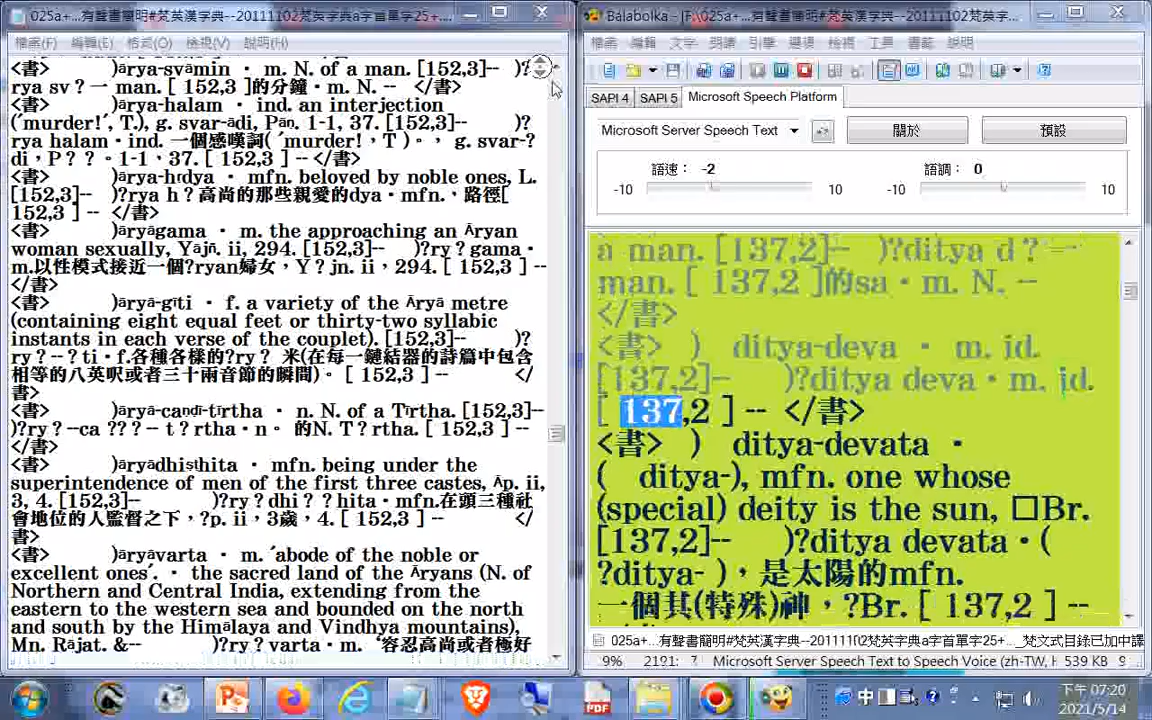 025a+...有聲書簡明#梵英漢字典--20111102梵英字典a字首單字25+...
檔案(F) 編輯(E) 格式(O) 檢視(V) 說明(H)
<書> )ārya-svāmin ‧ m. N. of a man. [152,3]-- )?
rya sv ? 一 man. [ 152,3 ]的分鐘‧m. N. -- </書>
<書> )ārya-halam ‧ ind. an interjection
('murder!', T.), g. svar-ādi, Pāṇ. 1-1, 37. [152,3]-- )?
rya halam‧ind. 一個感嘆詞( 'murder!，T )。， g. svar-?
di，P ? ?。1-1，37. [ 152,3 ] -- </書>
<書> )ārya-hṛdya ‧ mfn. beloved by noble ones, L.
[152,3]-- )?rya h ? 高尚的那些親愛的dya‧mfn.，路徑[
152,3 ] -- </書>
<書> )āryāgama ‧ m. the approaching an Āryan
woman sexually, Yājñ. ii, 294. [152,3]-- )?ry ? gama‧
m.以性模式接近一個?ryan婦女，Y ? jn. ii，294. [ 152,3 ] --
</書>
<書> )āryā-gīti ‧ f. a variety of the Āryā metre
(containing eight equal feet or thirty-two syllabic
instants in each verse of the couplet). [152,3]-- )?
ry ? -- ? ti‧f.各種各樣的?ry ? 米(在每一鏈結器的詩篇中包含
相等的八英呎或者三十兩音節的瞬間)。 [ 152,3 ] -- </
書>
<書> )āryā-caṇḍī-tīrtha ‧ n. N. of a Tīrtha. [152,3]--
)?ry ? --ca ??? -- t ? rtha‧n。 的N. T ? rtha. [ 152,3 ] --
</書>
<書> )āryādhiṣṭhita ‧ mfn. being under the
superintendence of men of the first three castes, Āp. ii,
3, 4. [152,3]-- )?ry ? dhi ? ? hita‧mfn.在頭三種社
會地位的人監督之下，?p. ii，3歲，4. [ 152,3 ] -- </
書>
<書> )āryāvarta ‧ m. 'abode of the noble or
excellent ones'. ‧ the sacred land of the Āryans (N. of
Northern and Central India, extending from the
eastern to the western sea and bounded on the north
and south by the Himālaya and Vindhya mountains),
Mn. Rājat. &-- )?ry ? varta‧m. '容忍高尚或者極好
Balabolka - [F:\025a+...有聲書簡明#梵英漢字典--20111102梵英字...
檔案 編輯 文字 朗讀 引擎 選項 檢視 工具 書籤 說明
SAPI 4 SAPI 5 Microsoft Speech Platform
Microsoft Server Speech Text 關於 預設
語速： -2 語調： 0
-10 10 -10 10
a man. [137,2]-- )?ditya d ? --
man. [ 137,2 ]的sa‧m. N. --
</書>
<書> ) ditya-deva ‧ m. id.
[137,2]-- )?ditya deva‧m. id.
[ 137,2 ] -- </書>
<書> ) ditya-devata ‧
( ditya-), mfn. one whose
(special) deity is the sun, □Br.
[137,2]-- )?ditya devata‧(
?ditya- )，是太陽的mfn.
一個其(特殊)神，?Br. [ 137,2 ] --
025a+...有聲書簡明#梵英漢字典--20111102梵英字典a字首單字25+..._梵文式目錄已加中譯
9% 2191: 7 Microsoft Server Speech Text to Speech Voice (zh-TW, H 539 KB 9
中 下午 07:20
2021/5/14